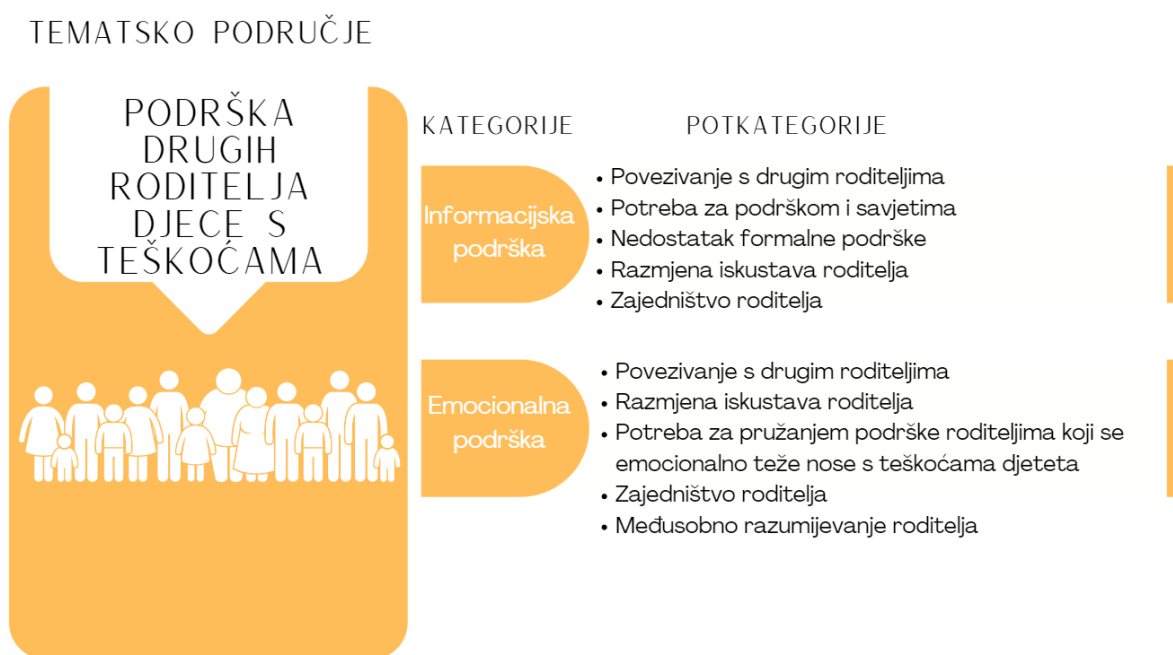 TEMATSKO PODRUČJE
PODRŠKA
DRUGIH
RODITELJA
DJECE S
TEŠKOĆAMA
KATEGORIJE
POTKATEGORIJE
Informacijska
podrška
• Povezivanje s drugim roditeljima
• Potreba za podrškom i savjetima
• Nedostatak formalne podrške
• Razmjena iskustava roditelja
• Zajedništvo roditelja
Emocionalna
podrška
• Povezivanje s drugim roditeljima
• Razmjena iskustava roditelja
• Potreba za pružanjem podrške roditeljima koji se
emocionalno teže nose s teškoćama djeteta
• Zajedništvo roditelja
• Međusobno razumijevanje roditelja